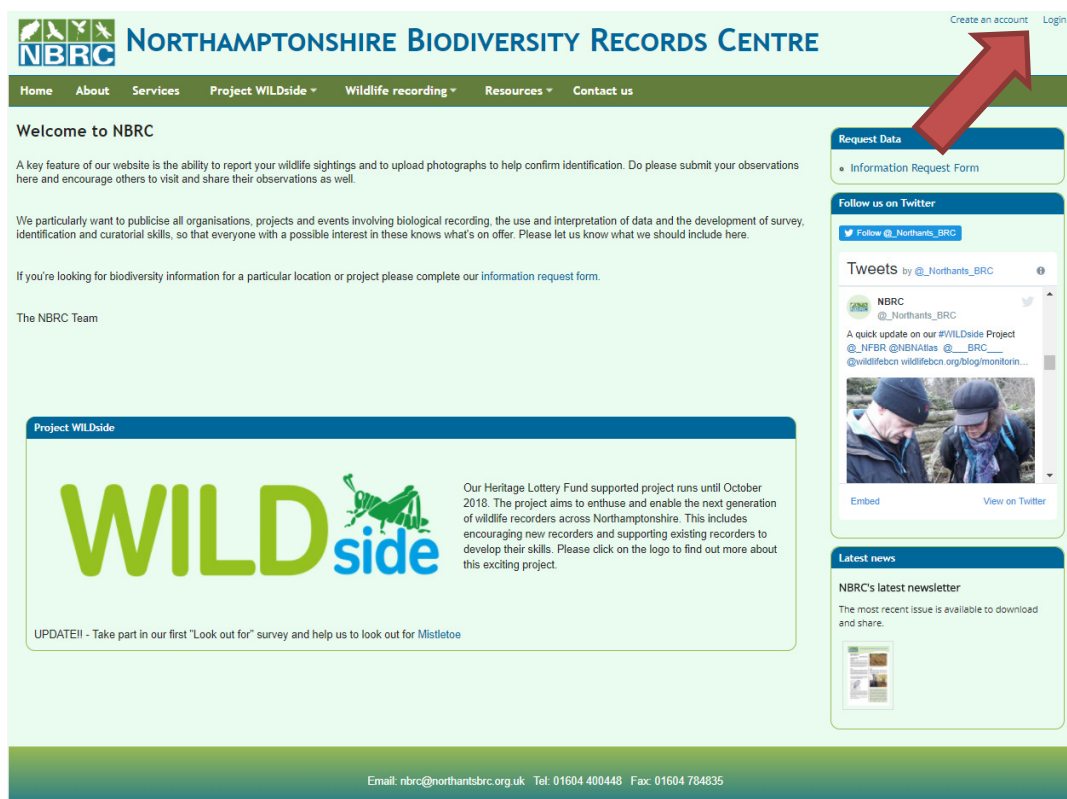 Create an account Login
NBRC
NORTHAMPTONSHIRE BIODIVERSITY RECORDS CENTRE
Home About Services Project WILDside Wildlife recording Resources Contact us
Welcome to NBRC
A key feature of our website is the ability to report your wildlife sightings and to upload photographs to help confirm identification. Do please submit your observations
here and encourage others to visit and share their observations as well.
We particularly want to publicise all organisations, projects and events involving biological recording, the use and interpretation of data and the development of survey,
identification and curatorial skills, so that everyone with a possible interest in these knows what's on offer. Please let us know what we should include here.
If you're looking for biodiversity information for a particular location or project please complete our information request form.
The NBRC Team
Project WILDside
WILD
side
Our Heritage Lottery Fund supported project runs until October
2018. The project aims to enthuse and enable the next generation
of wildlife recorders across Northamptonshire. This includes
encouraging new recorders and supporting existing recorders to
develop their skills. Please click on the logo to find out more about
this exciting project.
UPDATE!! - Take part in our first "Look out for" survey and help us to look out for Mistletoe
Request Data
Information Request Form
Follow us on Twitter
Follow @_Northants_BRC
Tweets by @_Northants_BRC
NBRC
@_Northants_BRC
A quick update on our #WILDside Project
@_NFBR @NBNAtlas @___BRC___
@wildlifebcn wildlifebcn.org/blog/monitorin...
Embed View on Twitter
Latest news
NBRC's latest newsletter
The most recent issue is available to download
and share.
Email: nbrc@northantsbrc.org.uk Tel: 01604 400448 Fax: 01604 784835